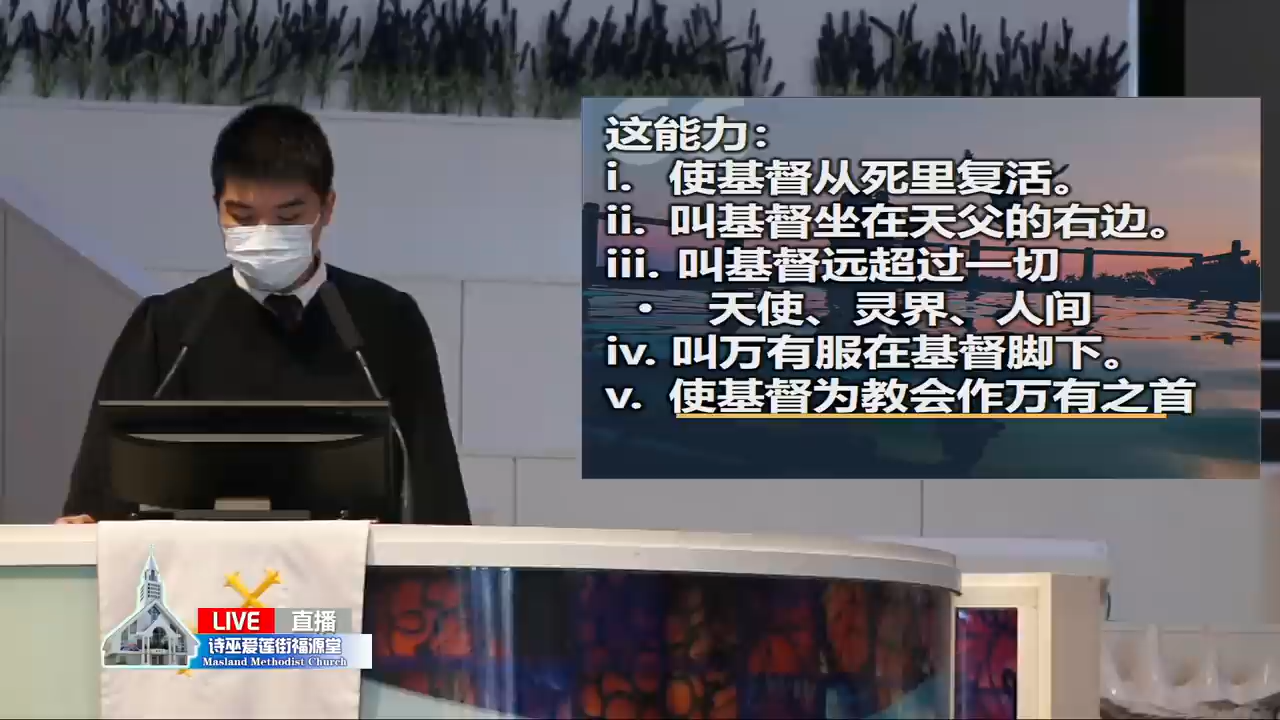 这能力：
i. 使基督从死里复活。
ii. 叫基督坐在天父的右边。
iii. 叫基督远超过一切
• 天使、灵界、人间
iv. 叫万有服在基督脚下。
v. 使基督为教会作万有之首
LIVE 直播
诗巫爱莲街福源堂
Masland Methodist Church